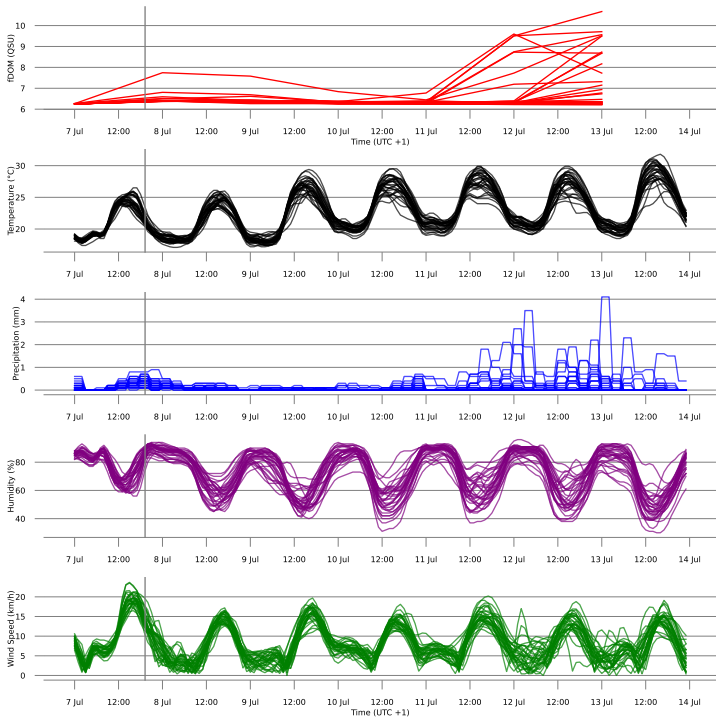 fDOM (QSU)
10
9
8
7
6
7 Jul 12:00 8 Jul 12:00 9 Jul 12:00 10 Jul 12:00 11 Jul 12:00 12 Jul 12:00 13 Jul 12:00 14 Jul
Time (UTC +1)
Temperature (°C)
30
25
20
7 Jul 12:00 8 Jul 12:00 9 Jul 12:00 10 Jul 12:00 11 Jul 12:00 12 Jul 12:00 13 Jul 12:00 14 Jul
Precipitation (mm)
4
3
2
1
0
7 Jul 12:00 8 Jul 12:00 9 Jul 12:00 10 Jul 12:00 11 Jul 12:00 12 Jul 12:00 13 Jul 12:00 14 Jul
Humidity (%)
80
60
40
7 Jul 12:00 8 Jul 12:00 9 Jul 12:00 10 Jul 12:00 11 Jul 12:00 12 Jul 12:00 13 Jul 12:00 14 Jul
Wind Speed (km/h)
20
15
10
5
0
7 Jul 12:00 8 Jul 12:00 9 Jul 12:00 10 Jul 12:00 11 Jul 12:00 12 Jul 12:00 13 Jul 12:00 14 Jul
Time (UTC +1)